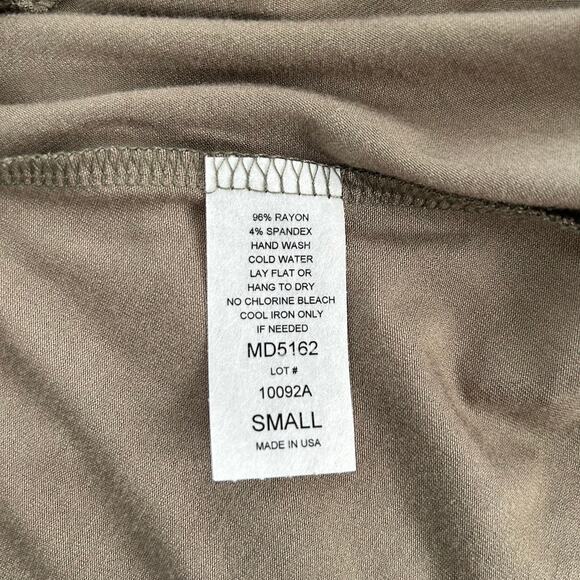 96% RAYON
4% SPANDEX
HAND WASH
COLD WATER
LAY FLAT OR
HANG TO DRY
NO CHLORINE BLEACH
COOL IRON ONLY
IF NEEDED
MD5162
LOT #
10092A
SMALL
MADE IN USA